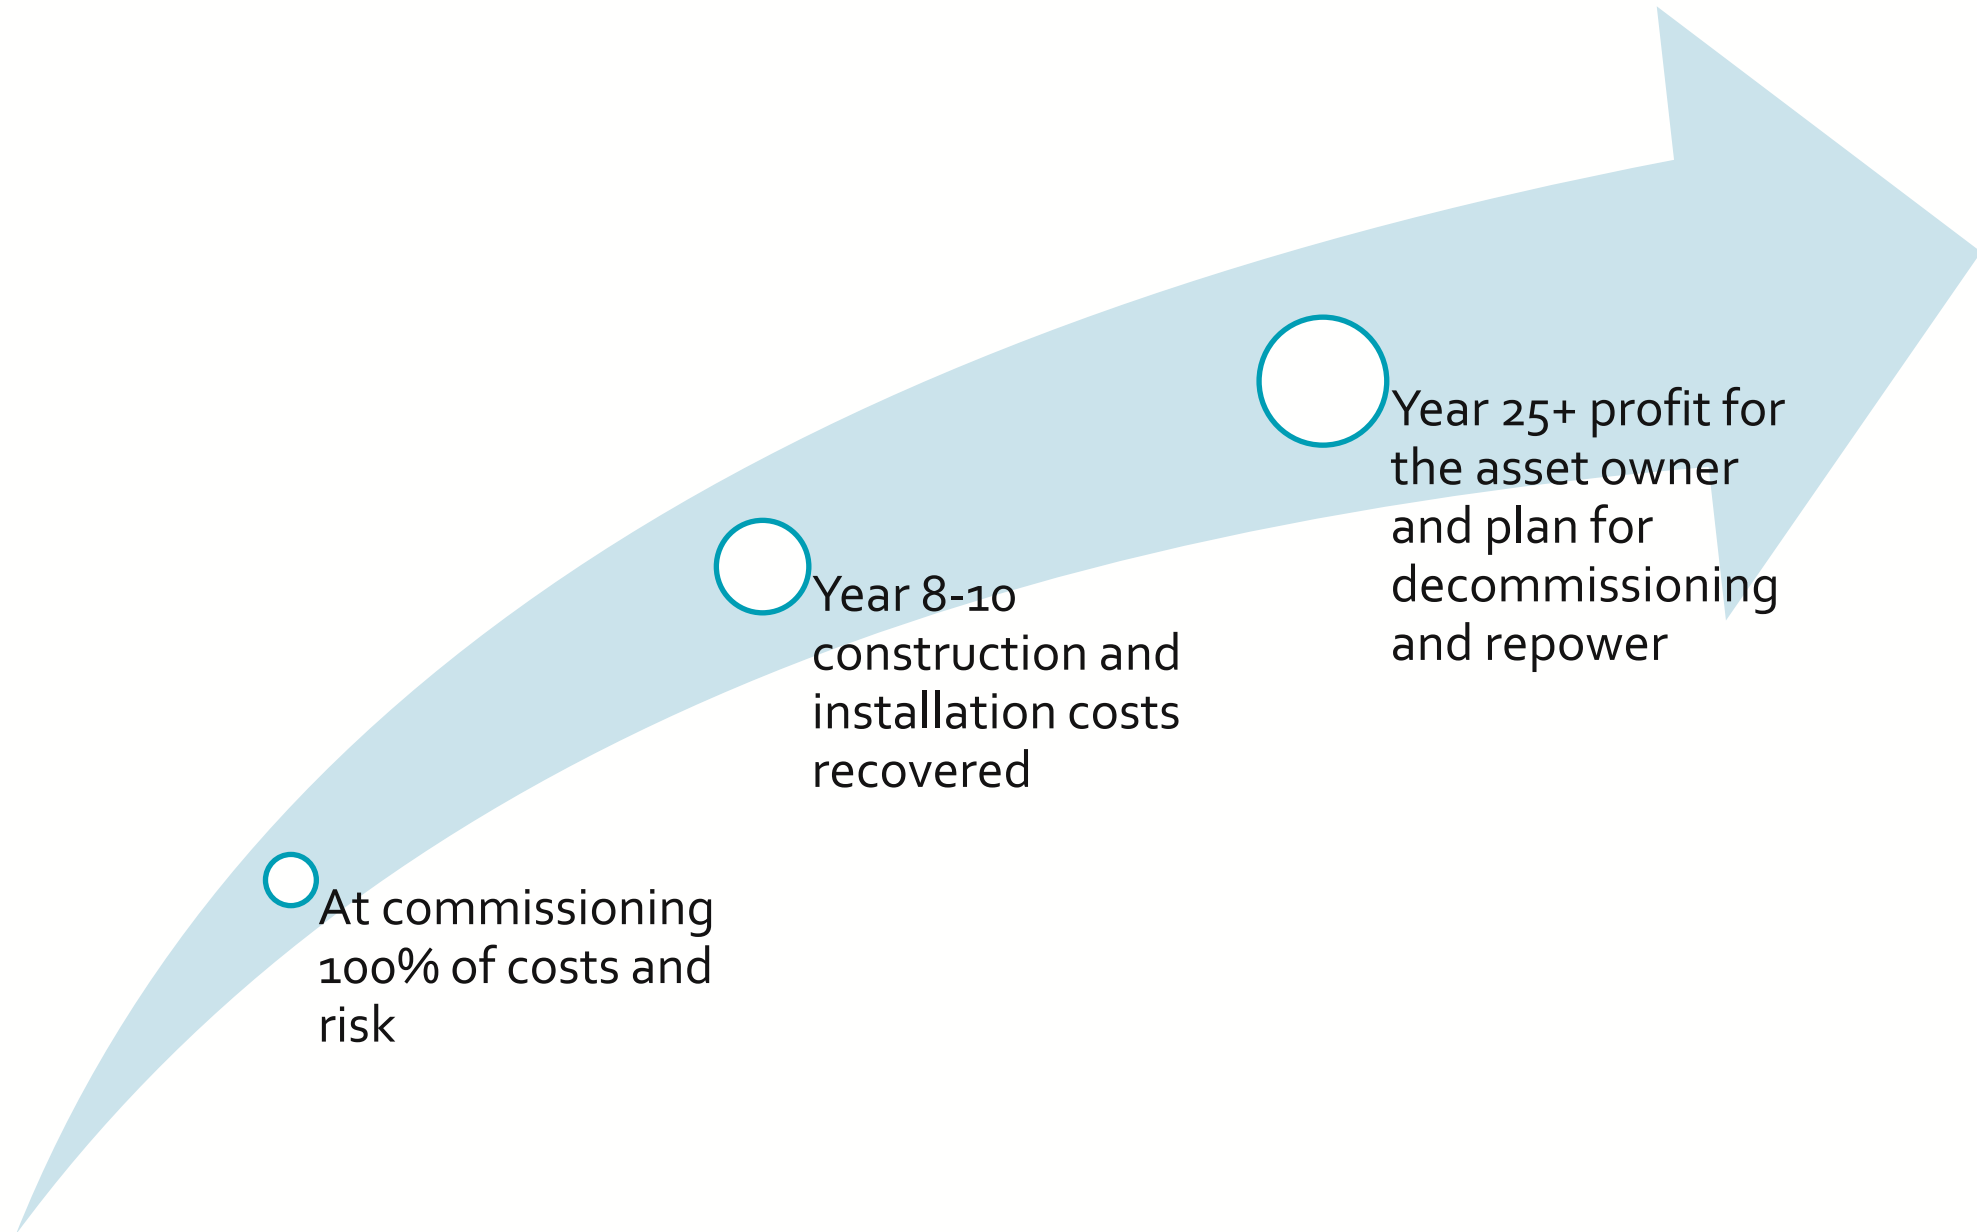 At commissioning
100% of costs and
risk
Year 8-10
construction and
installation costs
recovered
Year 25+ profit for
the asset owner
and plan for
decommissioning
and repower